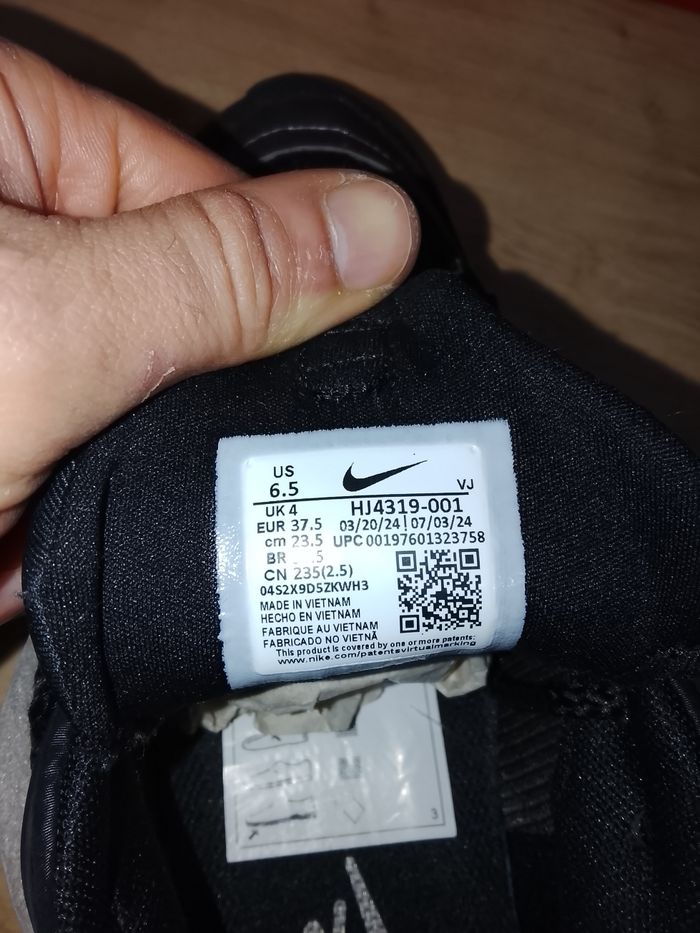 US
6.5
VJ
UK 4 HJ4319-001
EUR 37.5 03/20/24 | 07/03/24
cm 23.5 UPC 00197601323758
BR
CN 235(2.5)
04S2X9D5ZKWH3
MADE IN VIETNAM
HECHO EN VIETNAM
FABRIQUE AU VIETNAM
FABRICADO NO VIETNÃ
This product is covered by one or more patents:
www.nike.com/patentsvirtualmarking
3